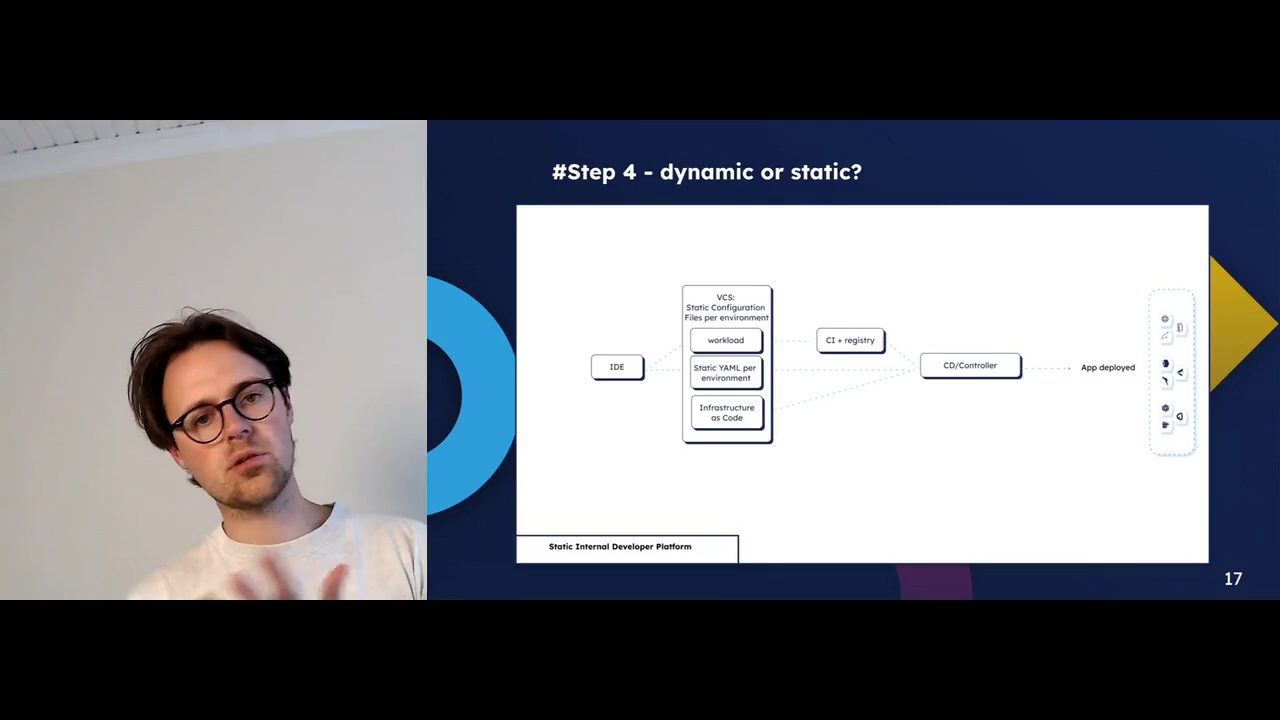 #Step 4 - dynamic or static?
VCS:
Static Configuration
Files per environment
workload
CI + registry
IDE
Static YAML per
environment
CD/Controller
App deployed
Infrastructure
as Code
Static Internal Developer Platform
17